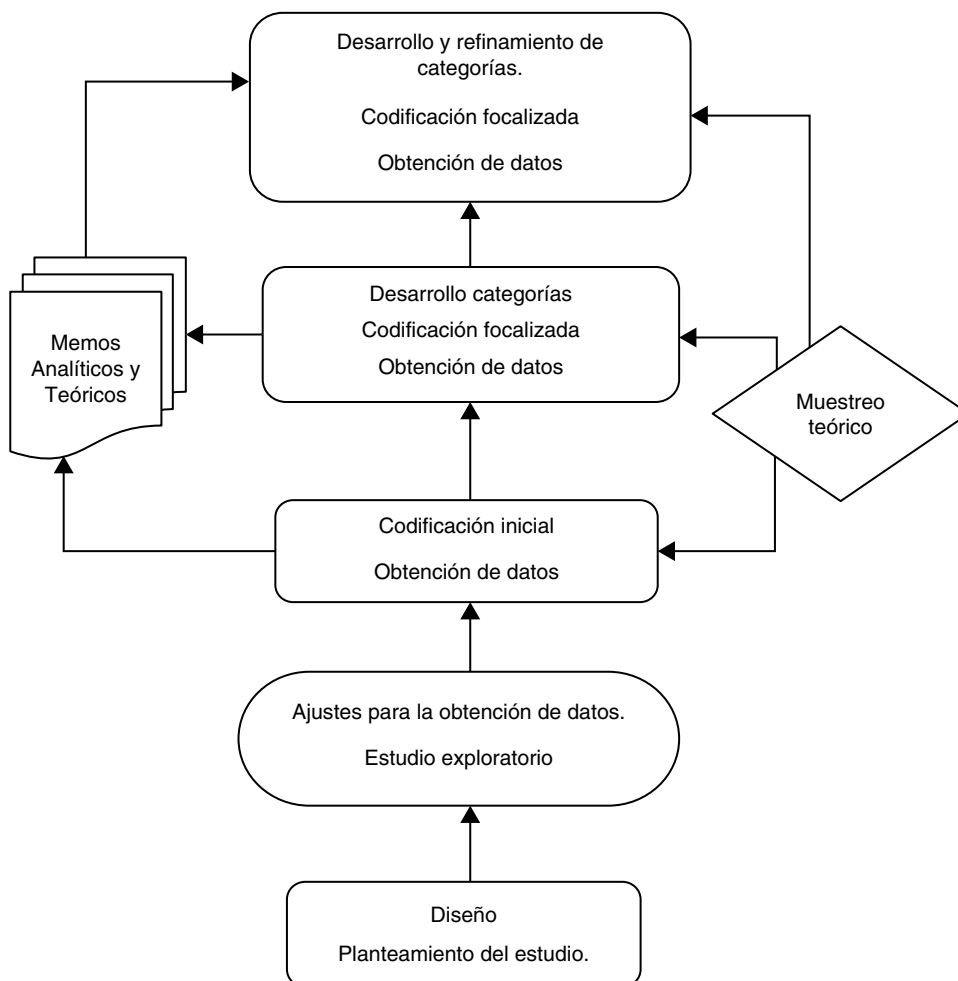 Desarrollo y refinamiento de
categorías.
Codificación focalizada
Obtención de datos
Desarrollo categorías
Codificación focalizada
Obtención de datos
Memos
Analíticos y
Teóricos
Muestreo
teórico
Codificación inicial
Obtención de datos
Ajustes para la obtención de datos.
Estudio exploratorio
Diseño
Planteamiento del estudio.